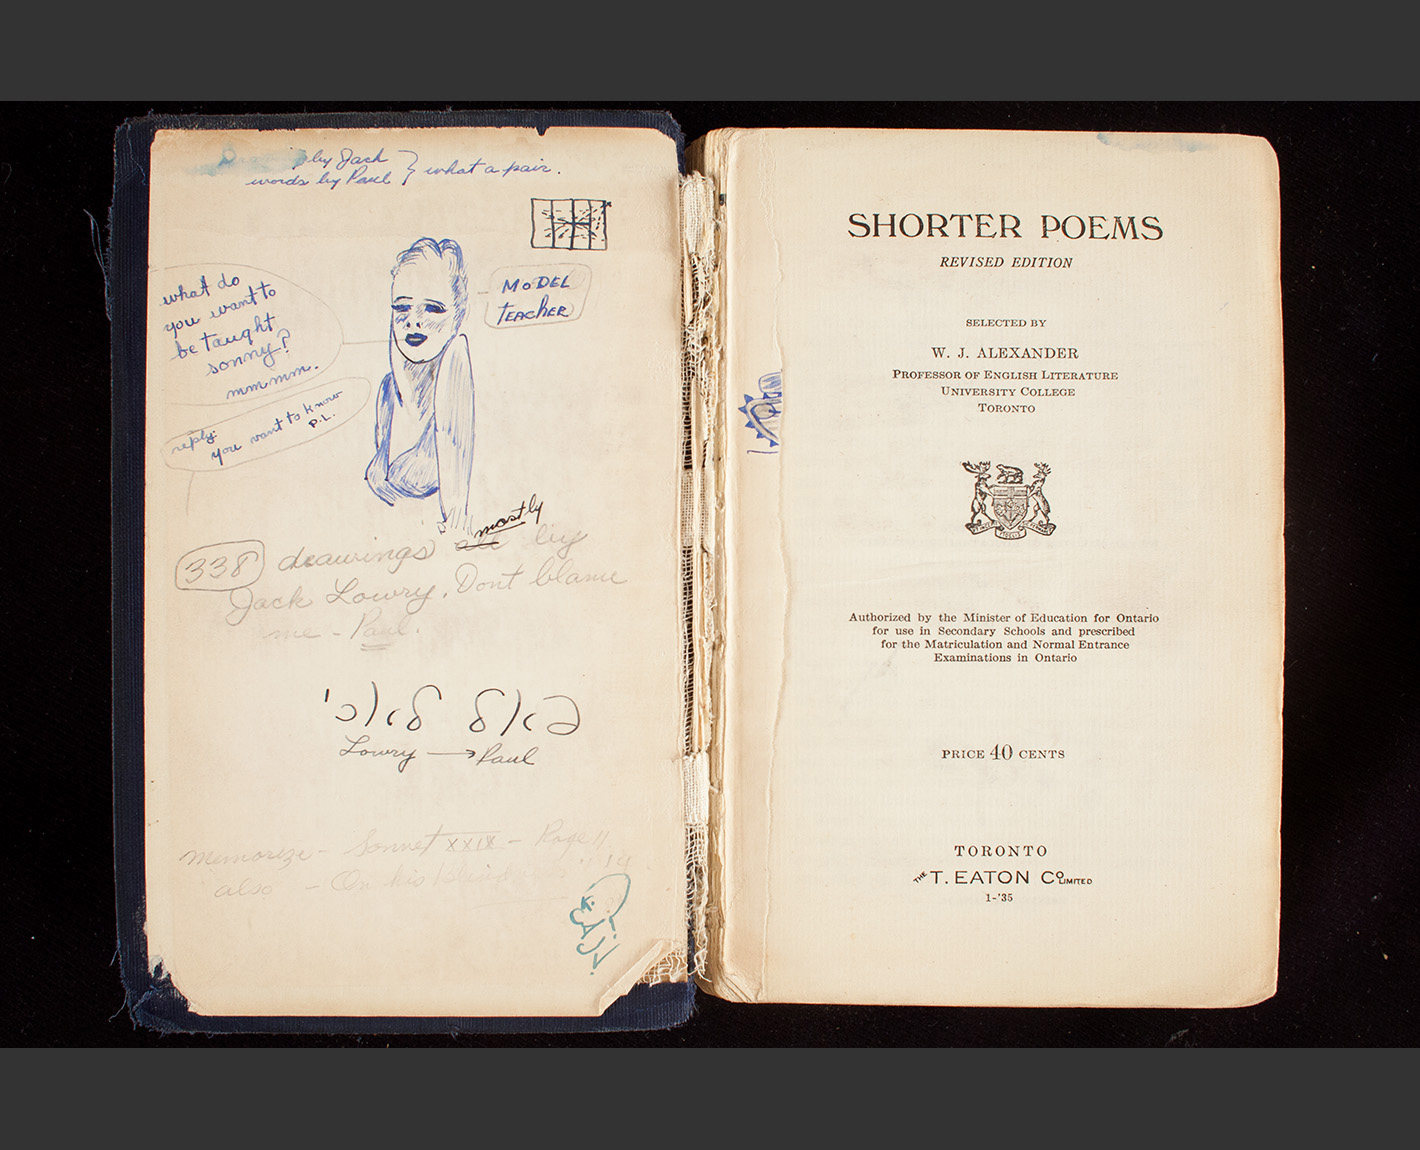 by Jack
words by Paul } what a pair.
MODEL
TEACHER
what do
you want to
be taught
sonny?
mmmm.
reply:
you want to know
P.L.
mostly
338 drawings all by
Jack Lowry. Dont blame
me - Paul.
Lowry → Paul
memorize - Sonnet XXIX - Page 11
also - On his blind
SHORTER POEMS
REVISED EDITION
SELECTED BY
W. J. ALEXANDER
PROFESSOR OF ENGLISH LITERATURE
UNIVERSITY COLLEGE
TORONTO
Authorized by the Minister of Education for Ontario
for use in Secondary Schools and prescribed
for the Matriculation and Normal Entrance
Examinations in Ontario
PRICE 40 CENTS
TORONTO
THE T. EATON CO LIMITED
1-'35